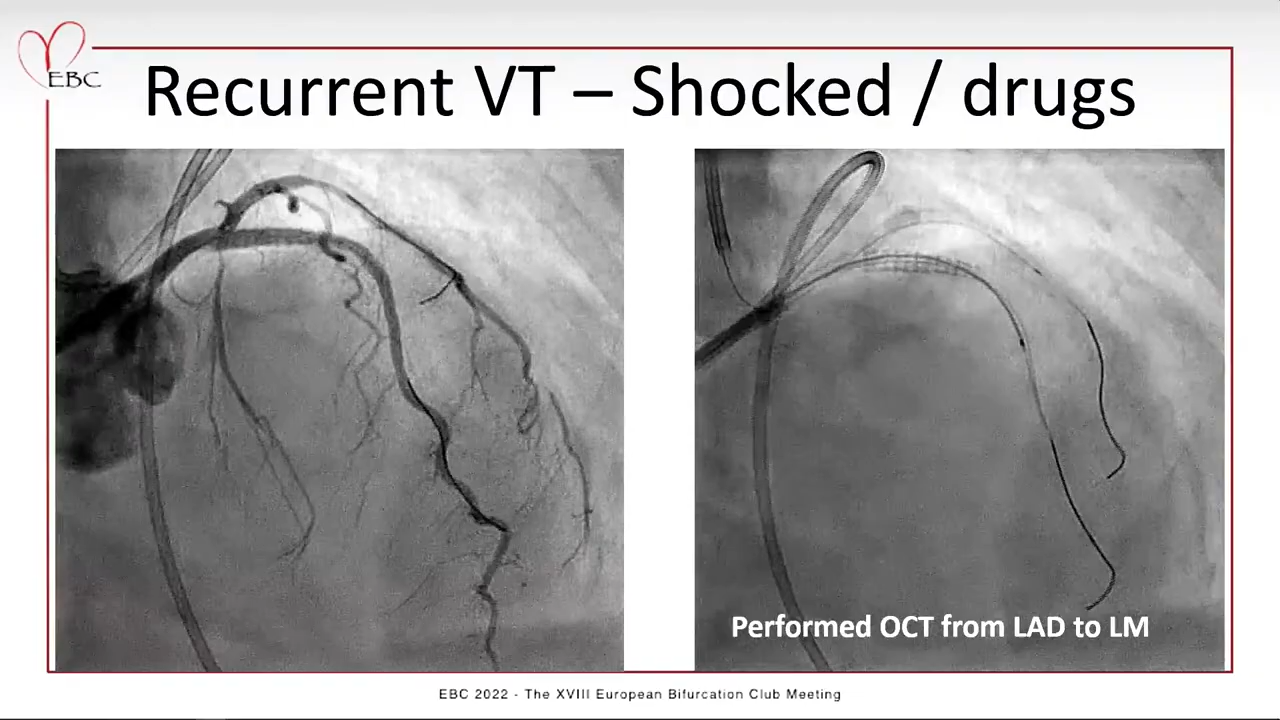 EBC
Recurrent VT – Shocked / drugs
Performed OCT from LAD to LM
EBC 2022 - The XVIII European Bifurcation Club Meeting